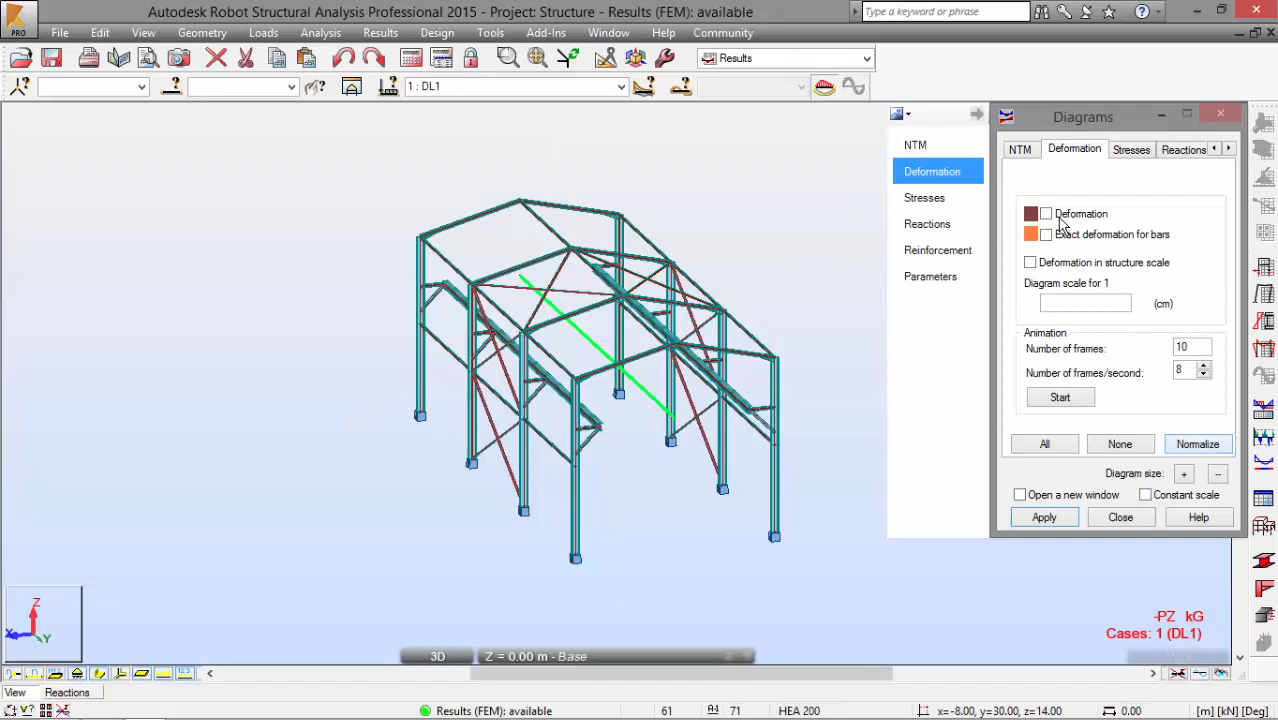 Autodesk Robot Structural Analysis Professional 2015 - Project: Structure - Results (FEM): available
Type a keyword or phrase
PRO
File Edit View Geometry Loads Analysis Results Design Tools Add-Ins Window Help Community
Results
1 : DL1
Diagrams
NTM
Deformation
Stresses
Reactions
Reinforcement
Parameters
NTM Deformation Stresses Reactions
Deformation
Exact deformation for bars
Deformation in structure scale
Diagram scale for 1
(cm)
Animation
Number of frames: 10
Number of frames/second: 8
Start
All None Normalize
Diagram size: + -
Open a new window Constant scale
Apply Close Help
Z
X Y
-PZ kG
Cases: 1 (DL1)
3D Z = 0.00 m - Base
View Reactions
Results (FEM): available 61 71 HEA 200 x=-8.00, y=30.00, z=14.00 0.00 [m] [kN] [Deg]